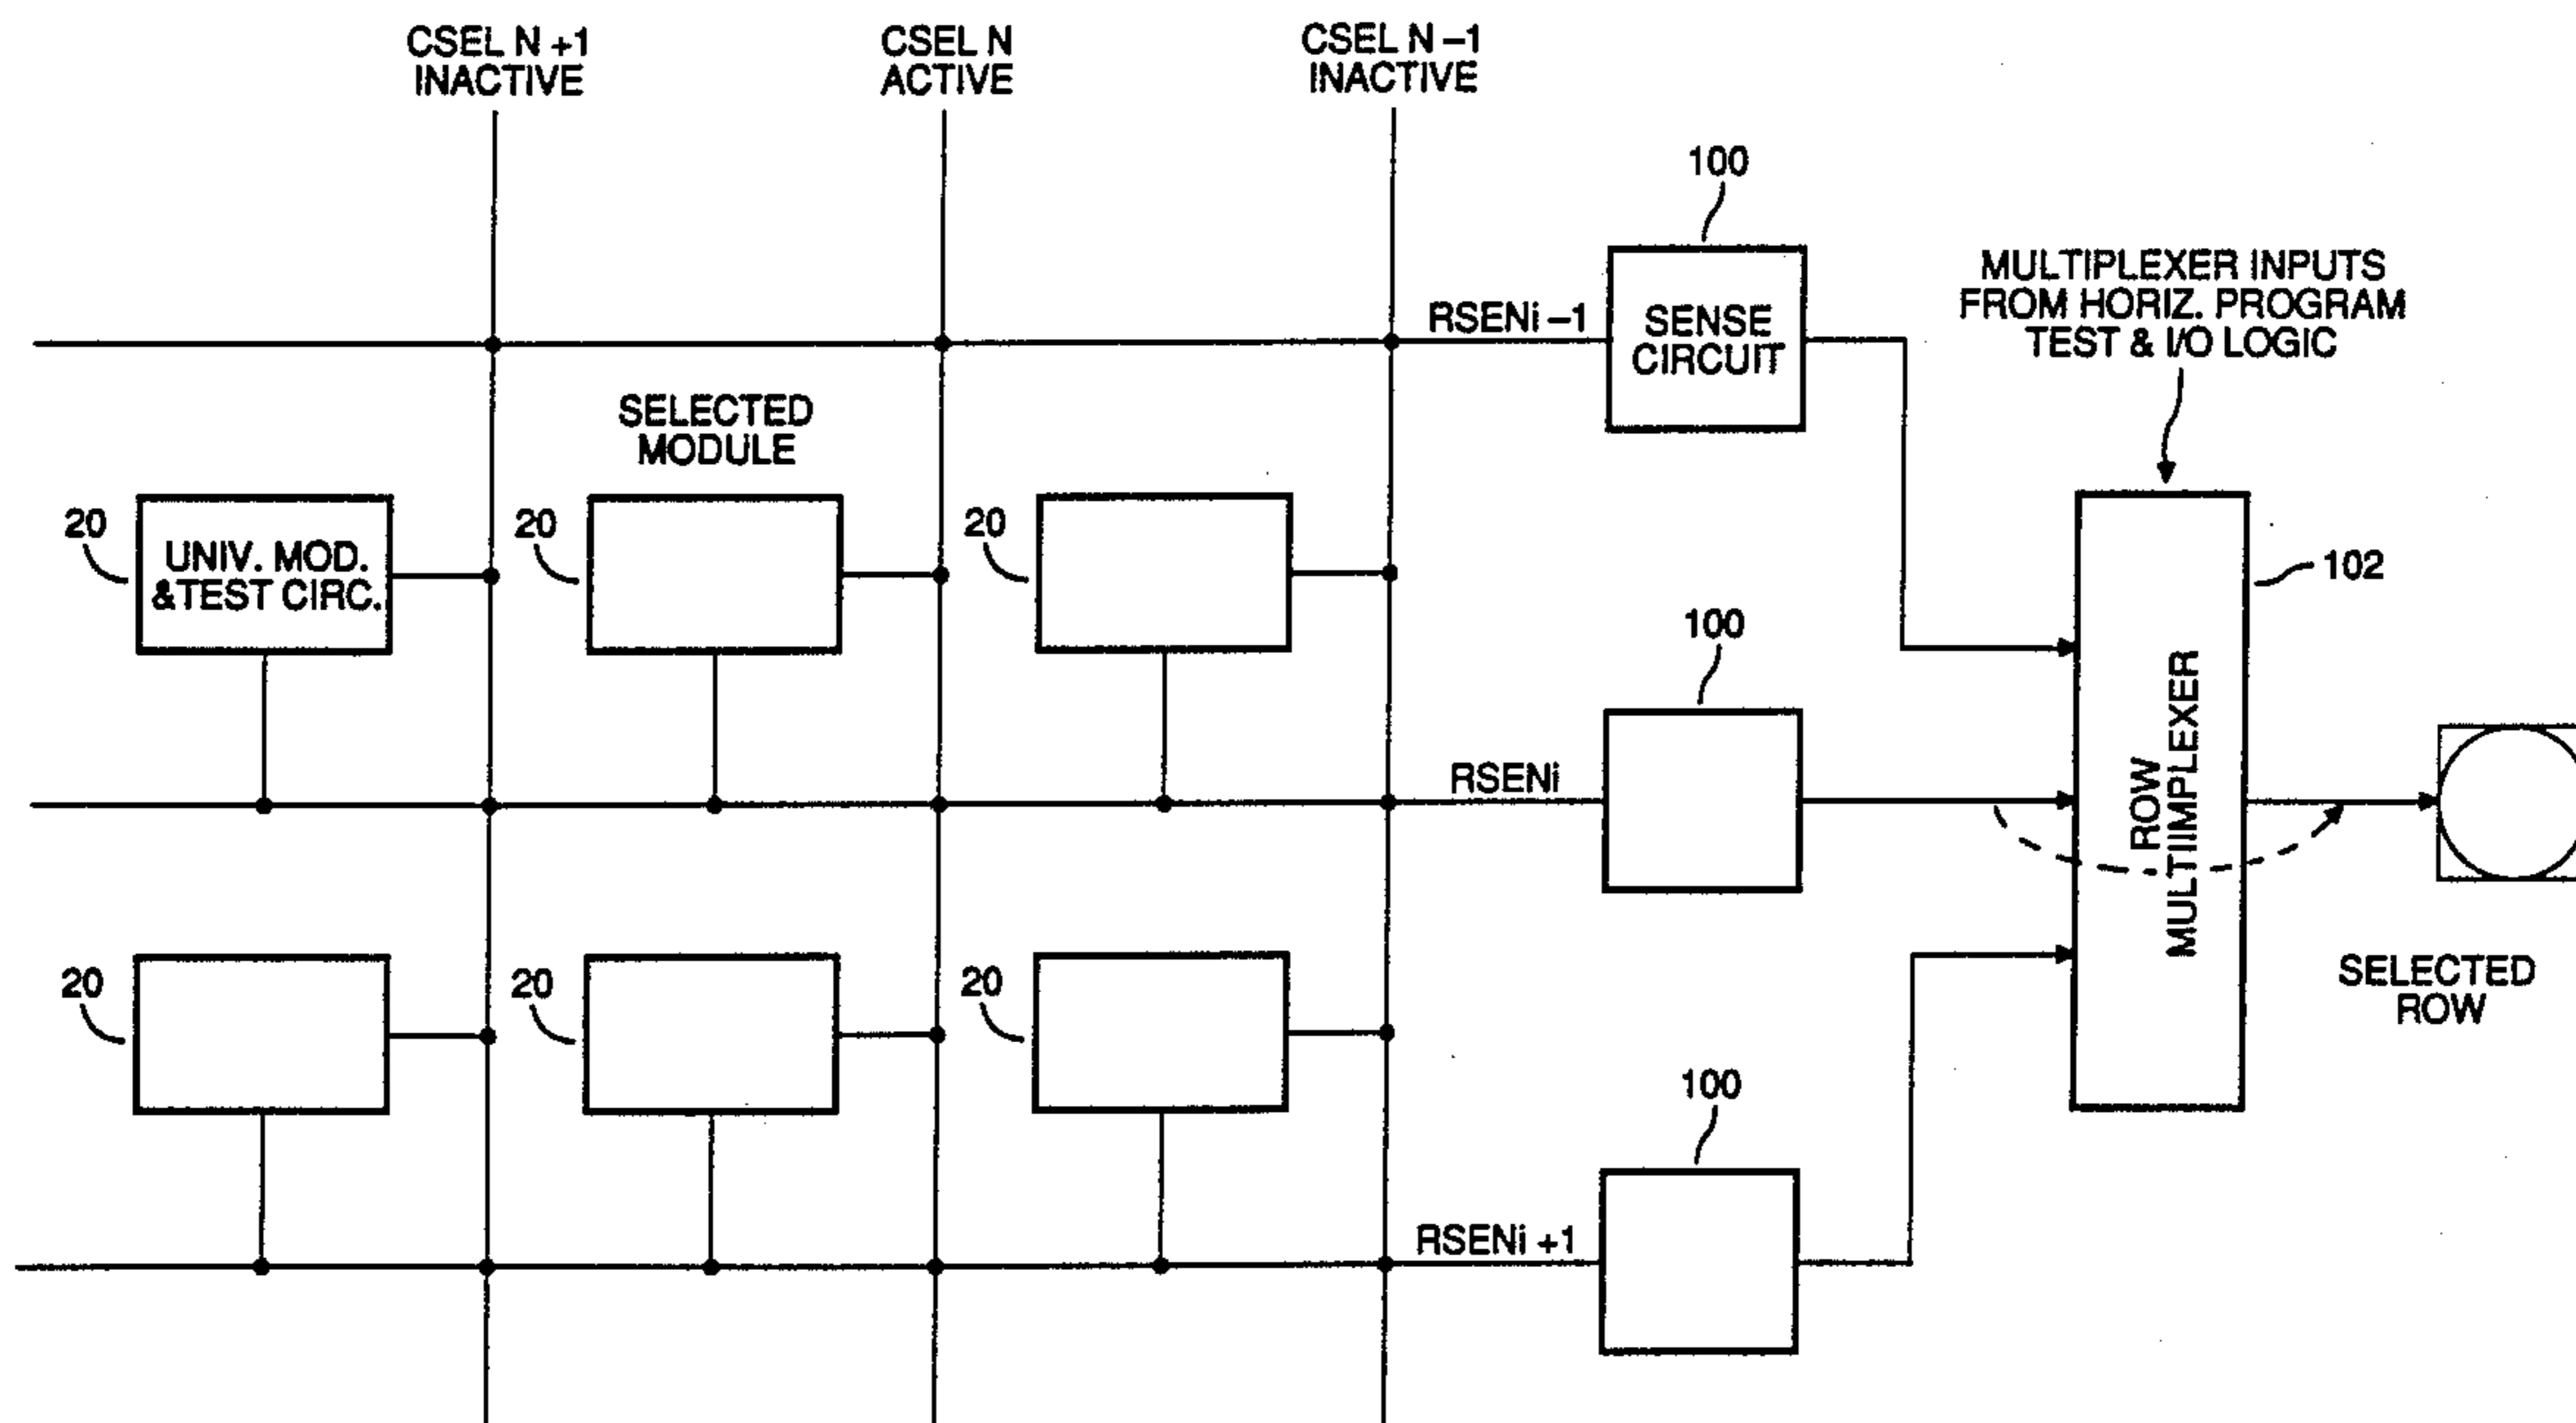 CSEL N +1
INACTIVE
CSEL N
ACTIVE
CSEL N –1
INACTIVE
100
RSENi –1
SENSE
CIRCUIT
MULTIPLEXER INPUTS
FROM HORIZ. PROGRAM
TEST & I/O LOGIC
SELECTED
MODULE
20
UNIV. MOD.
&TEST CIRC.
20
20
102
100
RSENi
ROW
MULTIIMPLEXER
SELECTED
ROW
20
20
20
100
RSENi +1